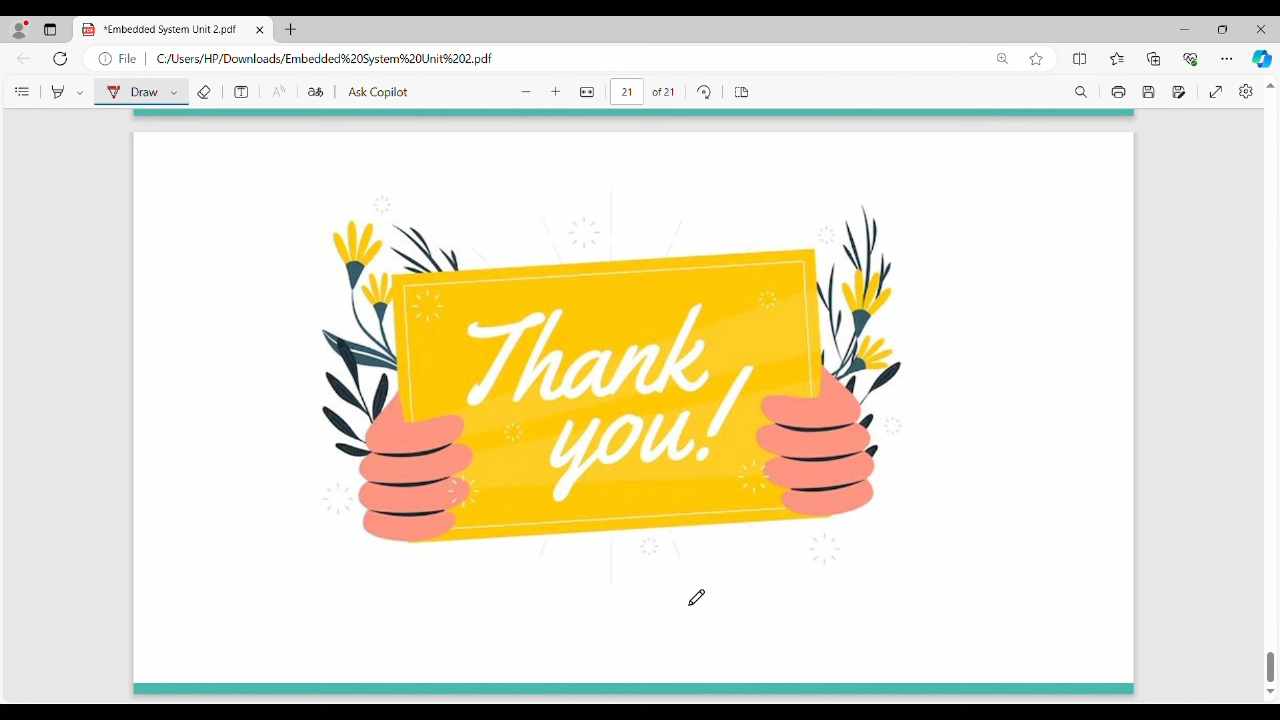 *Embedded System Unit 2.pdf
File
C:/Users/HP/Downloads/Embedded%20System%20Unit%202.pdf
Draw
Ask Copilot
21
of 21
Thank
you!